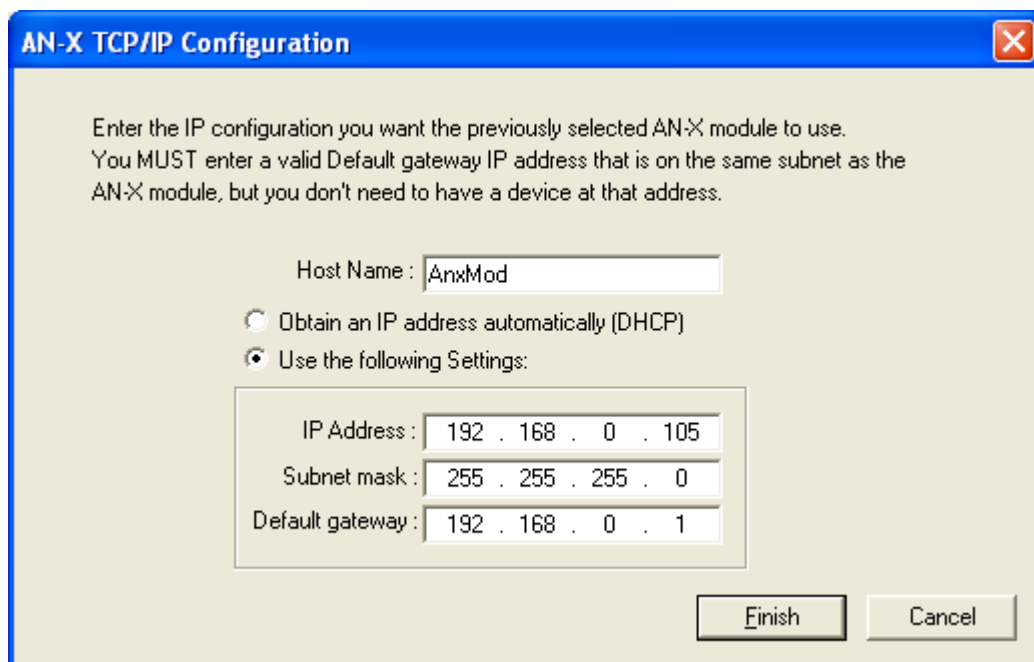 AN-X TCP/IP Configuration
Enter the IP configuration you want the previously selected AN-X module to use.
You MUST enter a valid Default gateway IP address that is on the same subnet as the
AN-X module, but you don't need to have a device at that address.
Host Name : AnxMod
Obtain an IP address automatically (DHCP)
Use the following Settings:
IP Address : 192 . 168 . 0 . 105
Subnet mask : 255 . 255 . 255 . 0
Default gateway : 192 . 168 . 0 . 1
Finish Cancel